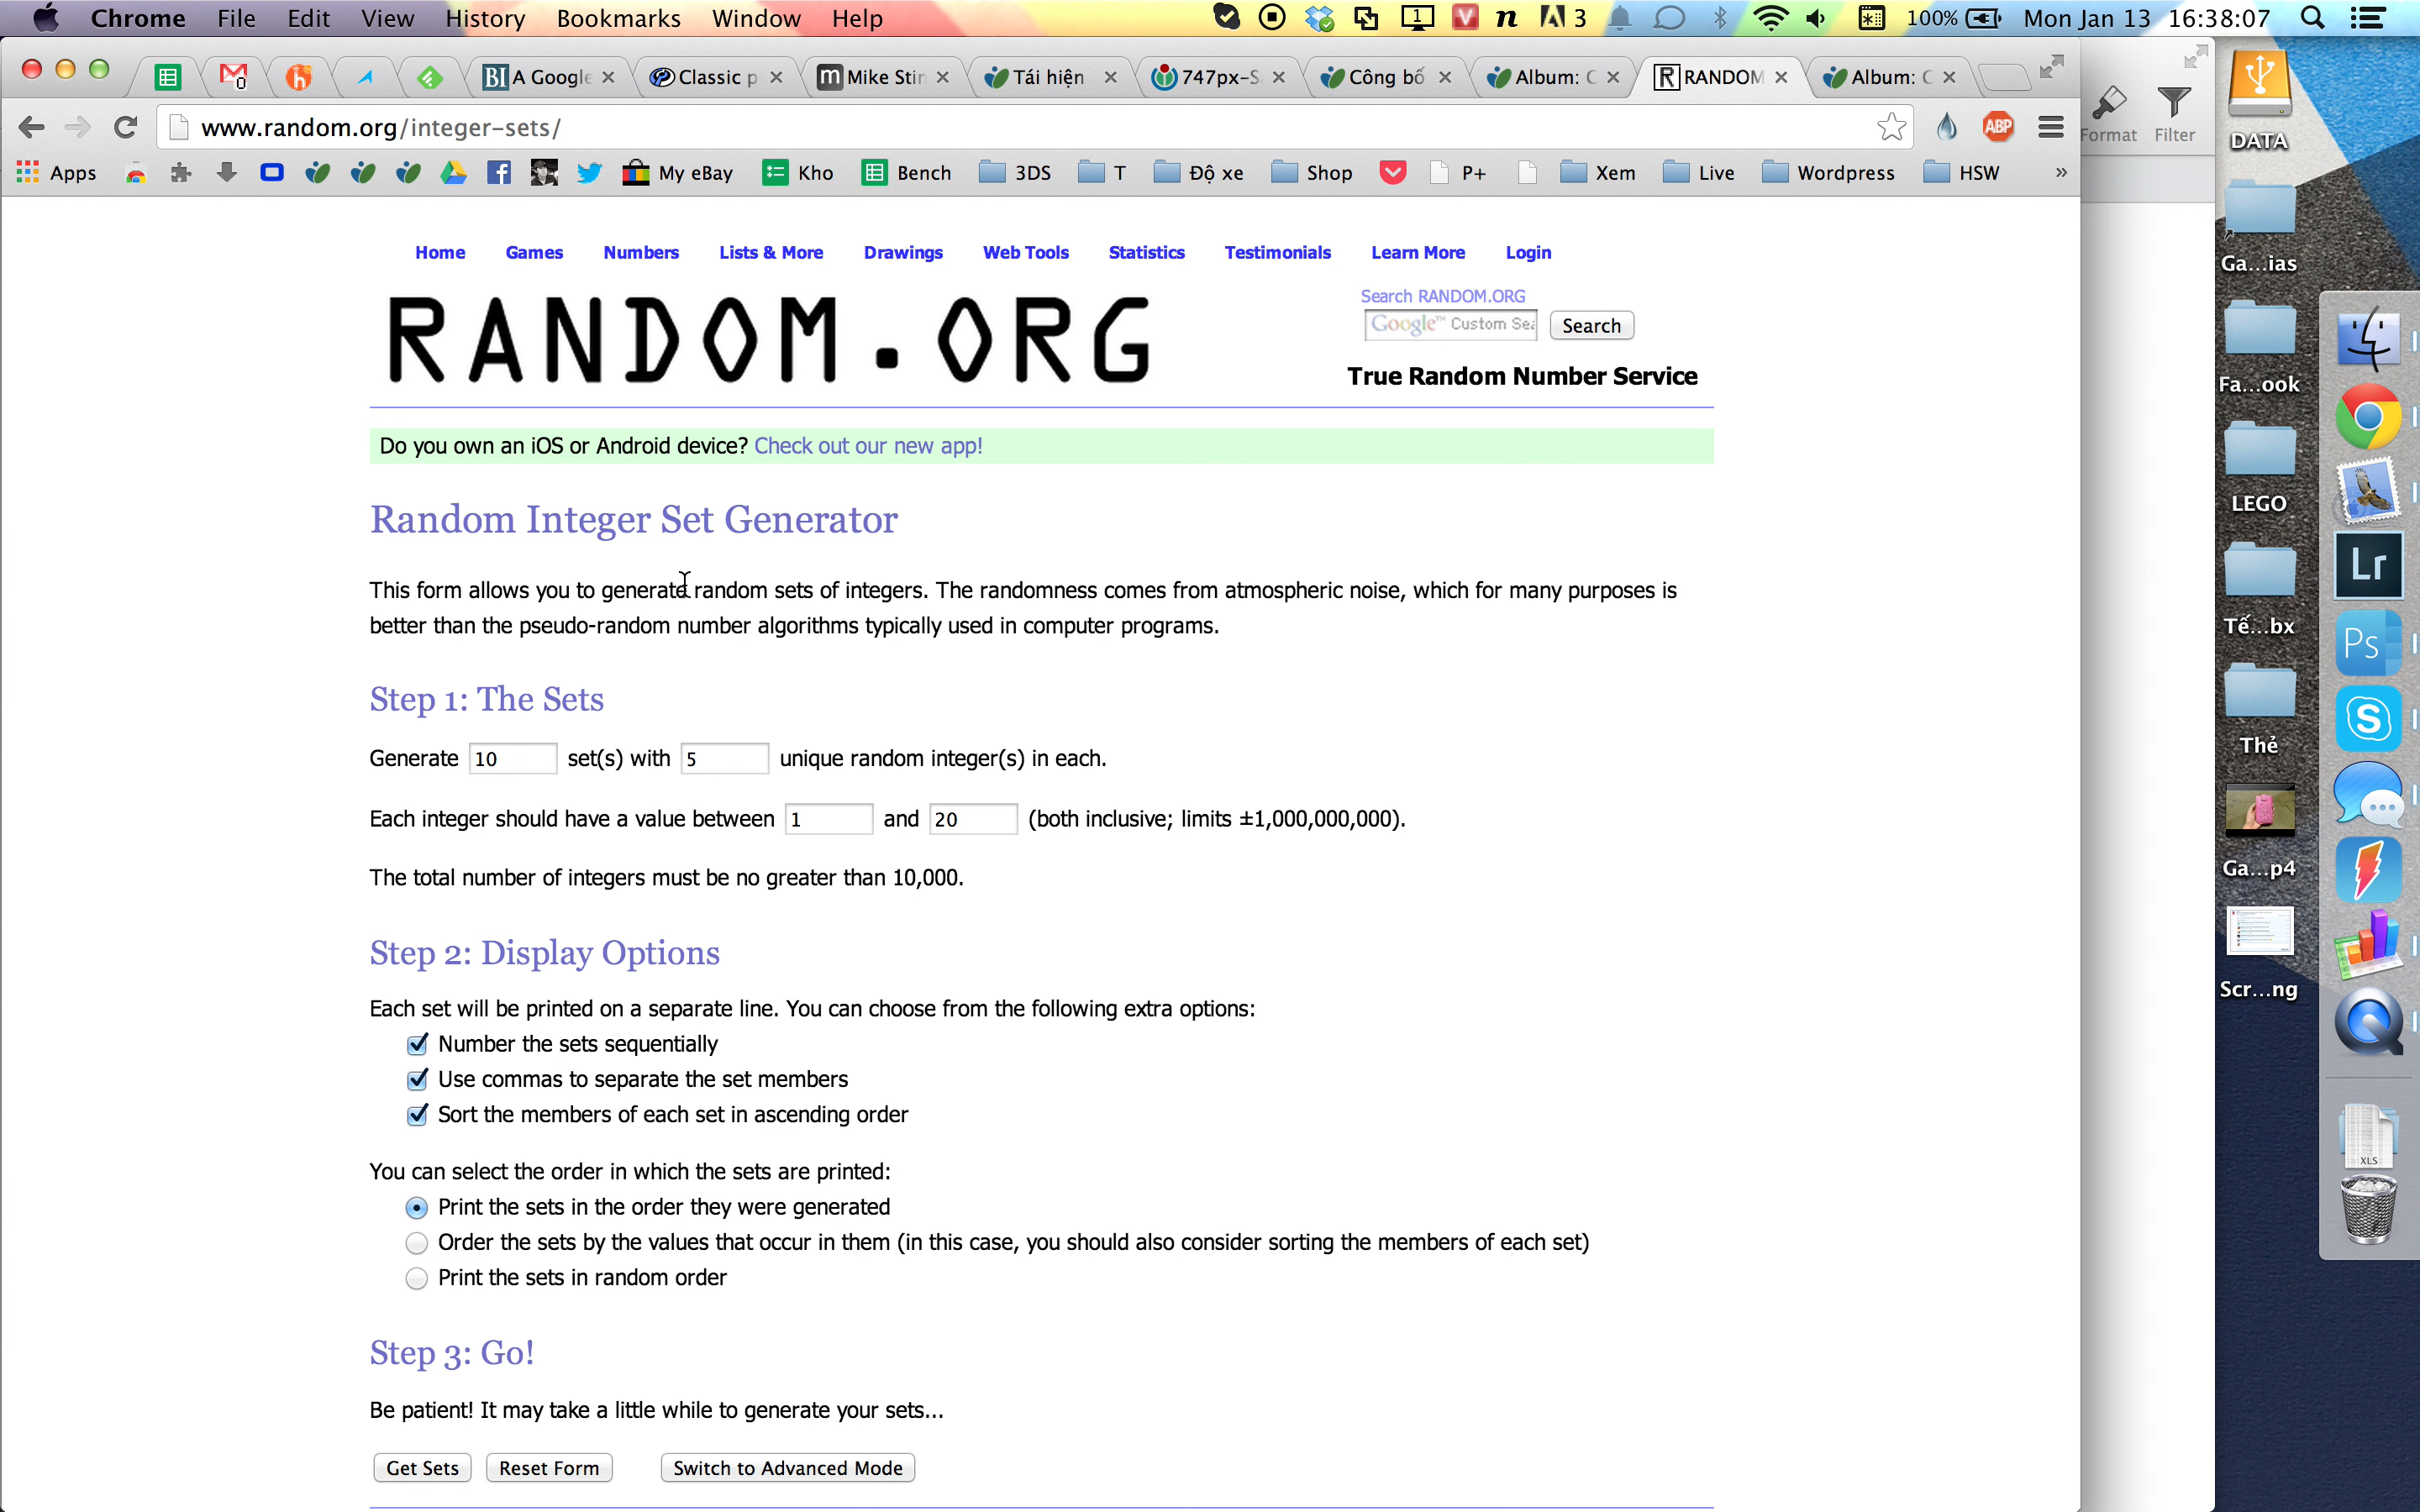 Chrome File Edit View History Bookmarks Window Help 1 3 100% Mon Jan 13 16:38:07
0 A Google Classic p Mike Stin Tái hiện 747px-S Công bố Album: C RANDOM Album: C
www.random.org/integer-sets/
ABP
Format Filter
Apps My eBay Kho Bench 3DS T Độ xe Shop P+ Xem Live Wordpress HSW »
DATA
Ga...ias
Fa...ook
LEGO
Tế...bx
Thẻ
Ga...p4
Scr...ng
Lr
Ps
XLS
Home Games Numbers Lists & More Drawings Web Tools Statistics Testimonials Learn More Login
RANDOM.ORG
Search RANDOM.ORG
Google™ Custom Sea Search
True Random Number Service
Do you own an iOS or Android device? Check out our new app!
Random Integer Set Generator
This form allows you to generate random sets of integers. The randomness comes from atmospheric noise, which for many purposes is
better than the pseudo-random number algorithms typically used in computer programs.
Step 1: The Sets
Generate 10 set(s) with 5 unique random integer(s) in each.
Each integer should have a value between 1 and 20 (both inclusive; limits ±1,000,000,000).
The total number of integers must be no greater than 10,000.
Step 2: Display Options
Each set will be printed on a separate line. You can choose from the following extra options:
Number the sets sequentially
Use commas to separate the set members
Sort the members of each set in ascending order
You can select the order in which the sets are printed:
Print the sets in the order they were generated
Order the sets by the values that occur in them (in this case, you should also consider sorting the members of each set)
Print the sets in random order
Step 3: Go!
Be patient! It may take a little while to generate your sets...
Get Sets Reset Form Switch to Advanced Mode